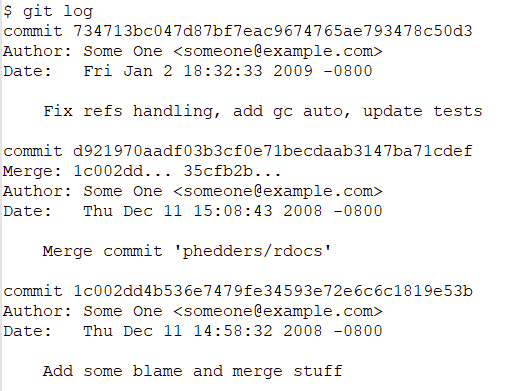 $ git log
commit 734713bc047d87bf7eac9674765ae793478c50d3
Author: Some One <someone@example.com>
Date:   Fri Jan 2 18:32:33 2009 -0800
    Fix refs handling, add gc auto, update tests
commit d921970aadf03b3cf0e71becdaab3147ba71cdef
Merge: 1c002dd... 35cfb2b...
Author: Some One <someone@example.com>
Date:   Thu Dec 11 15:08:43 2008 -0800
    Merge commit 'phedders/rdocs'
commit 1c002dd4b536e7479fe34593e72e6c6c1819e53b
Author: Some One <someone@example.com>
Date:   Thu Dec 11 14:58:32 2008 -0800
    Add some blame and merge stuff